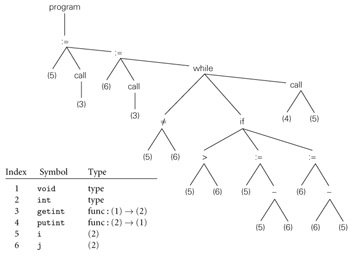 program
:=
:=
while
(5) call
(6) call
call
(3)
(3)
≠
if
(4) (5)
(5) (6)
>
:=
:=
(5) (6)
(5) −
(6) −
(5) (6)
(6) (5)
Index Symbol Type
1 void type
2 int type
3 getint func: (1) → (2)
4 putint func: (2) → (1)
5 i (2)
6 j (2)